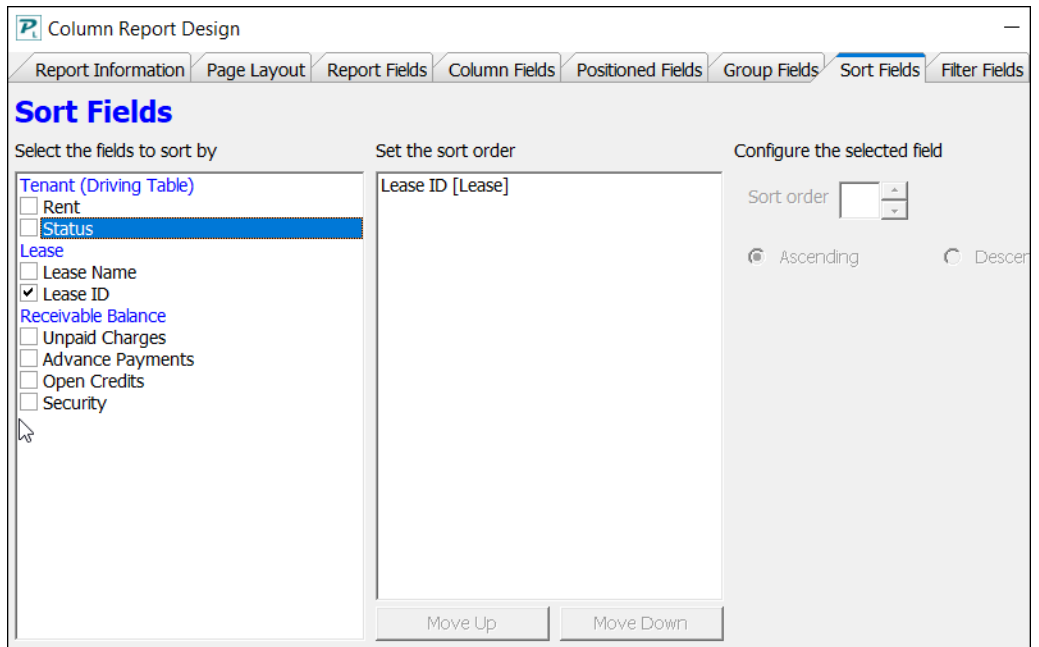 Column Report Design
Report Information Page Layout Report Fields Column Fields Positioned Fields Group Fields Sort Fields Filter Fields
Sort Fields
Select the fields to sort by
Tenant (Driving Table)
Rent
Status
Lease
Lease Name
Lease ID
Receivable Balance
Unpaid Charges
Advance Payments
Open Credits
Security
Set the sort order
Lease ID [Lease]
Move Up Move Down
Configure the selected field
Sort order
Ascending Descen